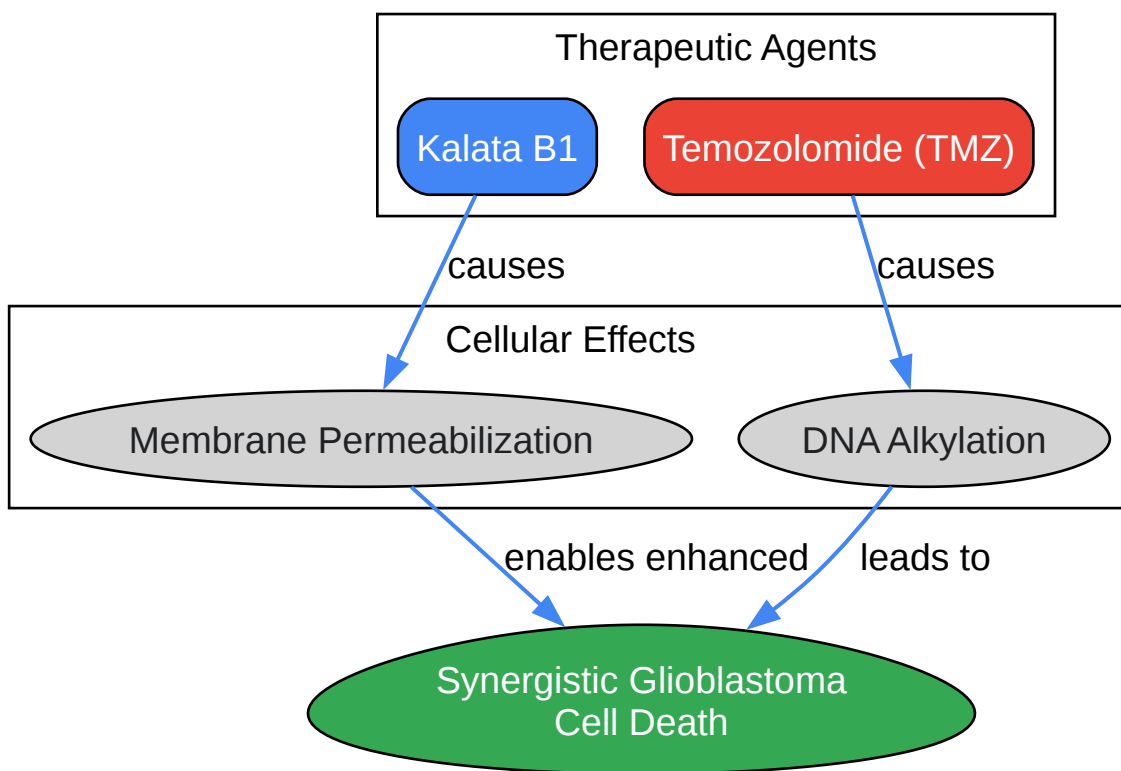 Therapeutic Agents
Kalata B1
Temozolomide (TMZ)
causes
causes
Cellular Effects
Membrane Permeabilization
DNA Alkylation
enables enhanced
leads to
Synergistic Glioblastoma
Cell Death